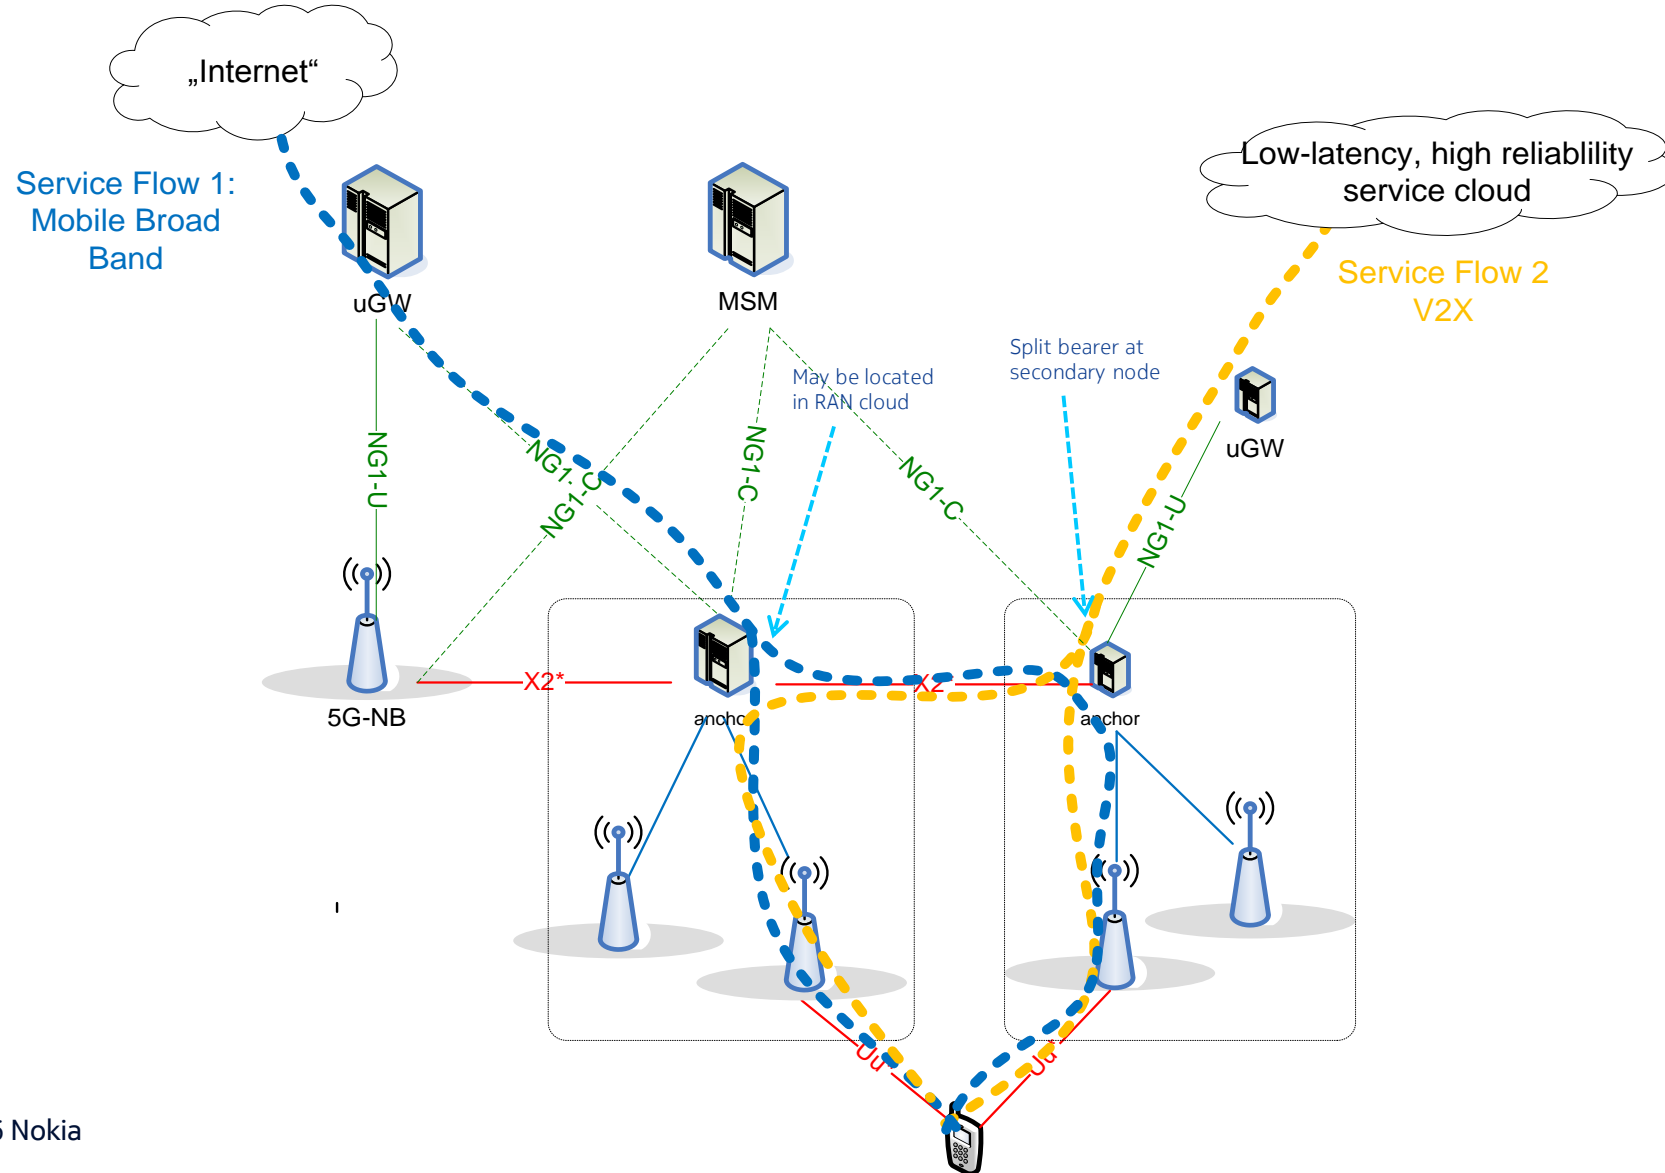 „Internet“
Low-latency, high reliablility
service cloud
Service Flow 1:
Mobile Broad
Band
Service Flow 2
V2X
uGW
MSM
Split bearer at
secondary node
May be located
in RAN cloud
uGW
NG1-U
NG1-C
NG1-C
NG1-C
NG1-C
NG1-U
X2*
X2*
5G-NB
anchor
anchor
Uu*
Uu*
Nokia